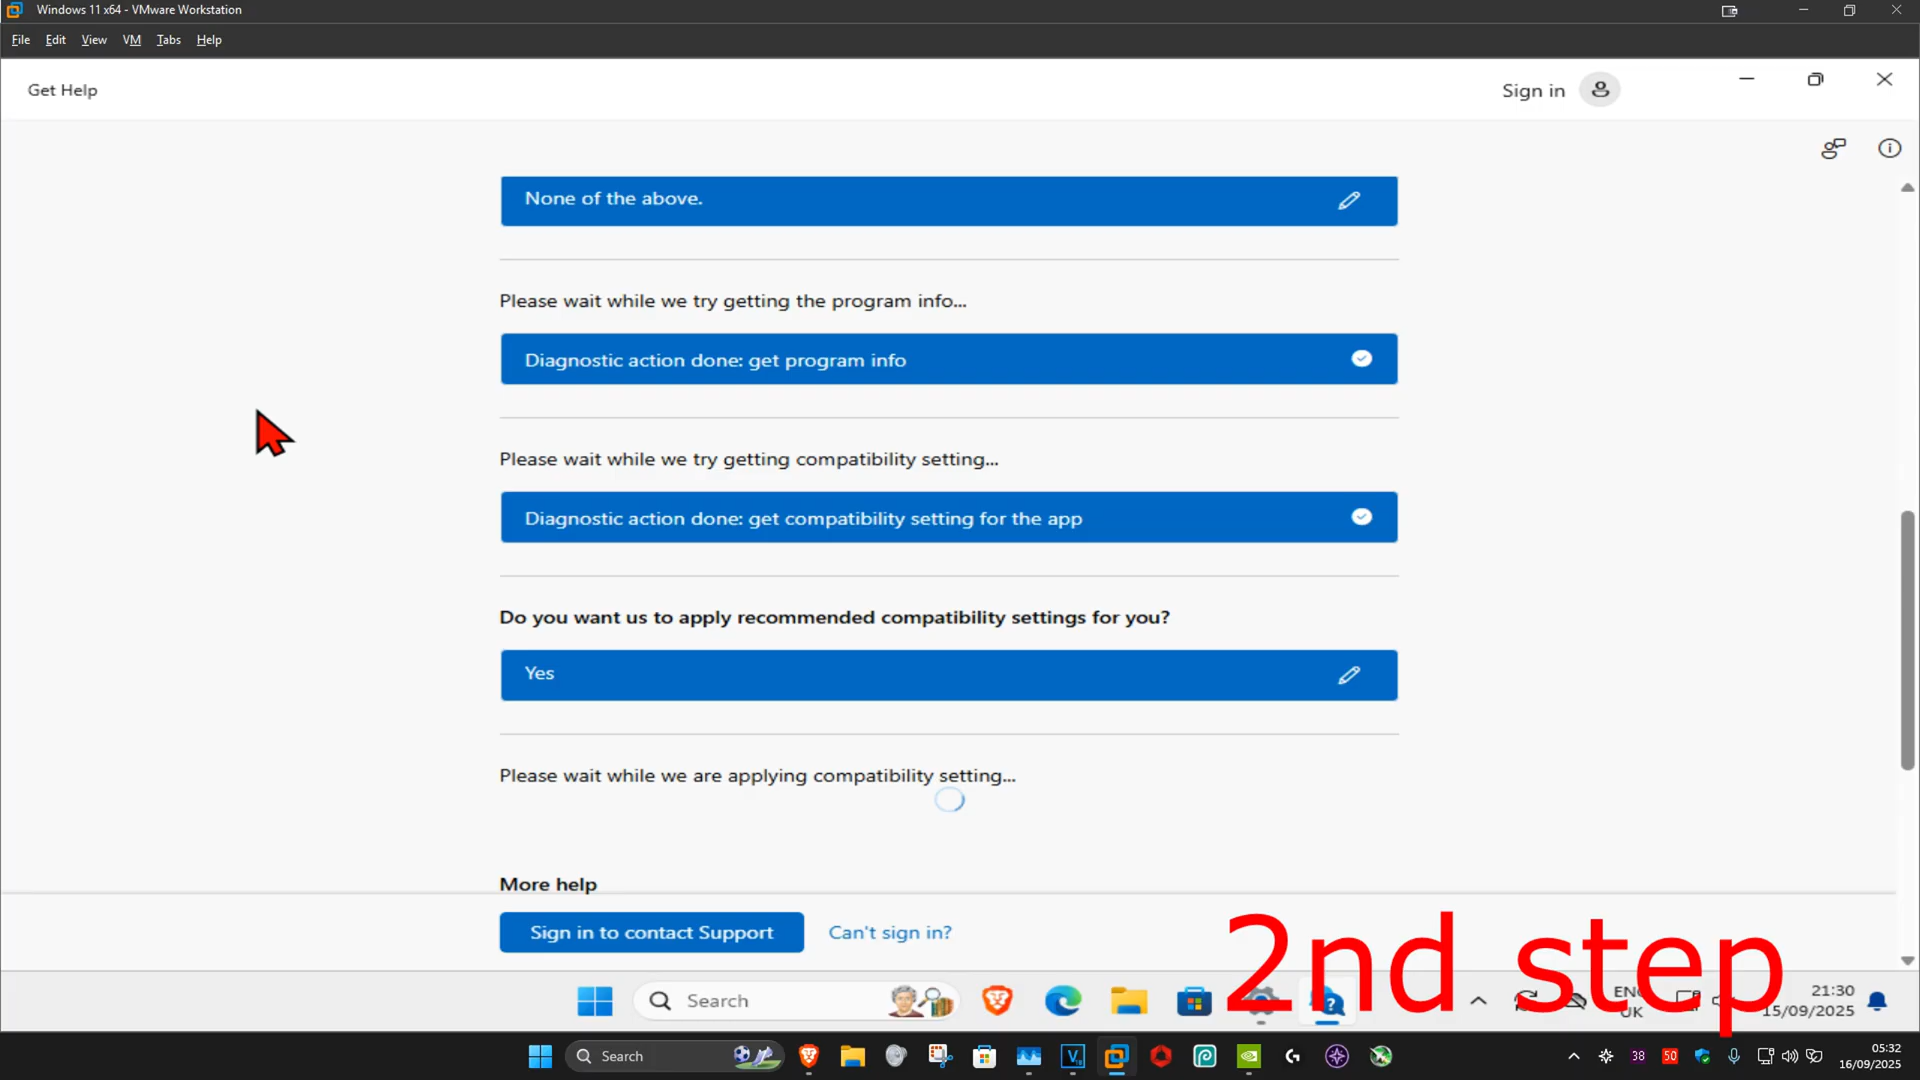 Windows 11 x64 - VMware Workstation
File Edit View VM Tabs Help
Get Help
Sign in
None of the above.
Please wait while we try getting the program info...
Diagnostic action done: get program info
Please wait while we try getting compatibility setting...
Diagnostic action done: get compatibility setting for the app
Do you want us to apply recommended compatibility settings for you?
Yes
Please wait while we are applying compatibility setting...
More help
Sign in to contact Support
Can't sign in?
2nd step
Search
ENG
UK
21:30
15/09/2025
Search
38
50
05:32
16/09/2025